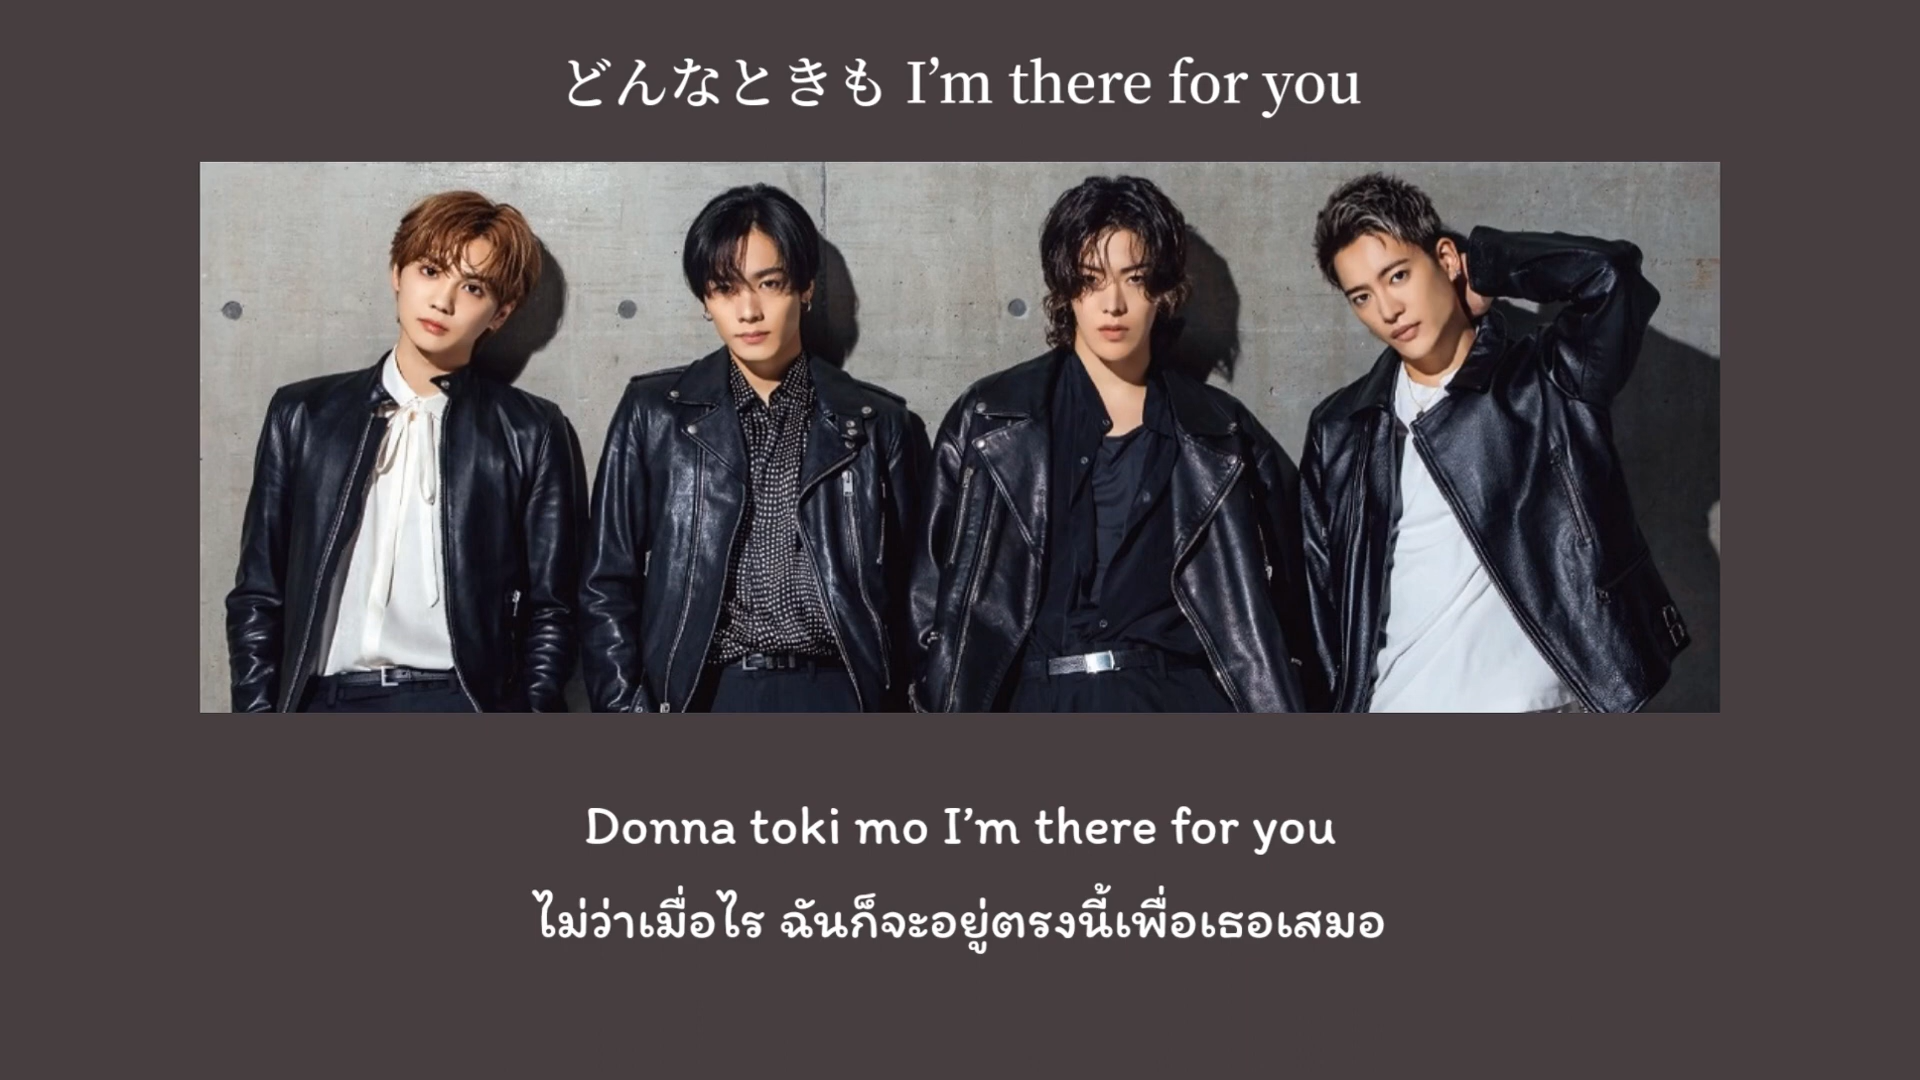 どんなときも I’m there for you
Donna toki mo I’m there for you
ไม่ว่าเมื่อไร ฉันก็จะอยู่ตรงนี้เพื่อเธอเสมอ